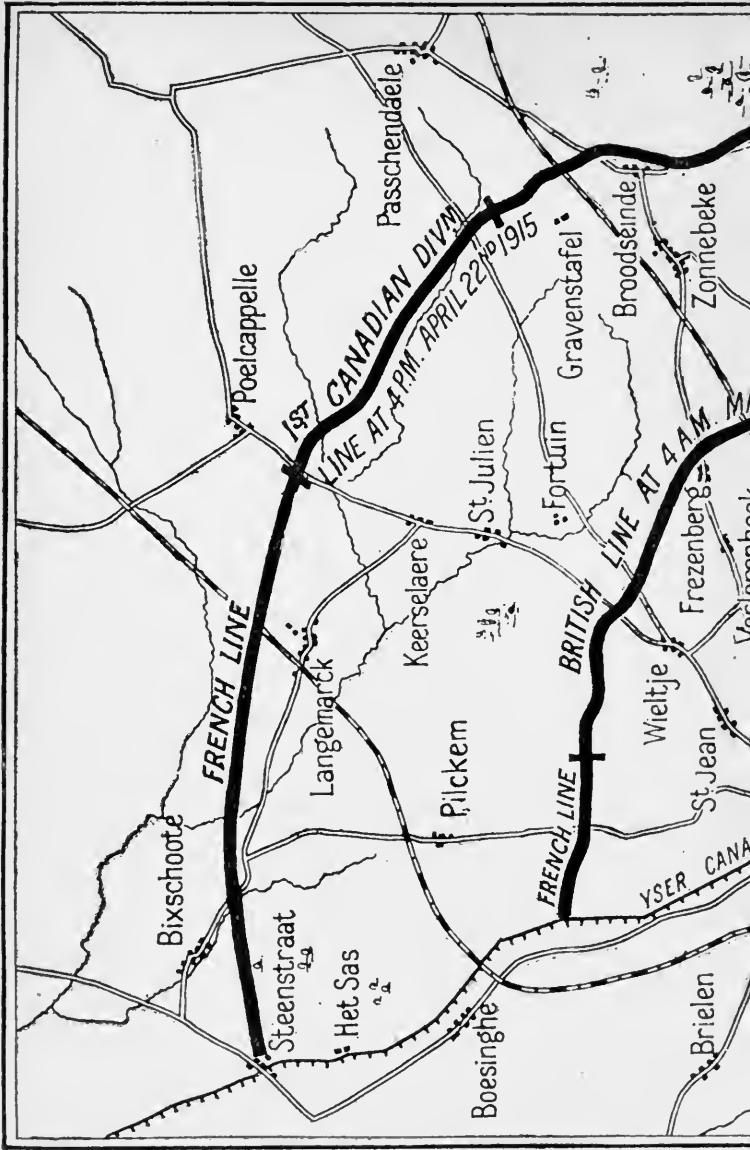 Passchendaele
Poelcappelle
1ST CANADIAN DIVN
LINE AT 4 P.M. APRIL 22ND 1915
Gravenstafel
Broodseinde
Zonnebeke
FRENCH LINE
Langemarck
Keerselaere
St Julien
Fortuin
BRITISH LINE AT 4 A.M.
Frezenberg
Bixschoote
Steenstraat
Het Sas
Pilckem
Wieltje
St Jean
FRENCH LINE
YSER CANA
Boesinghe
Brielen